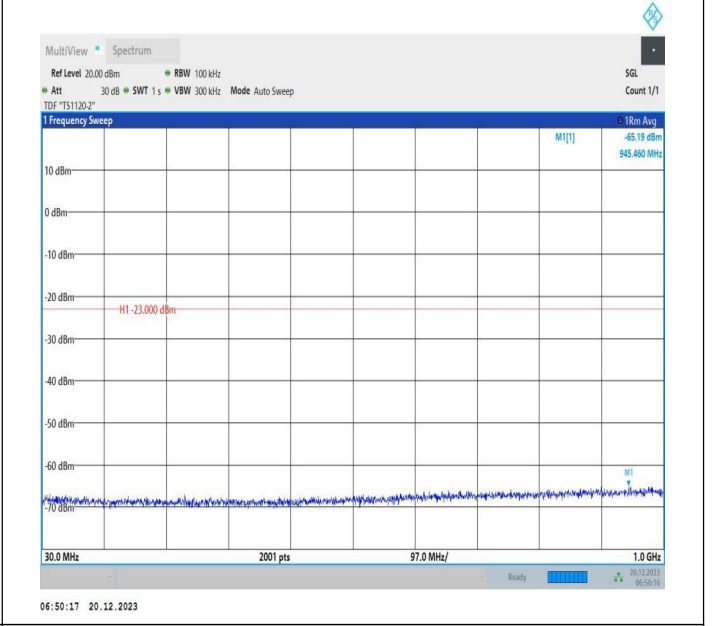 R&S
MultiView Spectrum
Ref Level 20.00 dBm RBW 100 kHz SGL
Att 30 dB SWT 1 s VBW 300 kHz Mode Auto Sweep Count 1/1
TDF "TS1120-2"
1 Frequency Sweep 1Rm Avg
M1[1] -65.19 dBm
945.460 MHz
10 dBm
0 dBm
-10 dBm
-20 dBm
H1 -23.000 dBm
-30 dBm
-40 dBm
-50 dBm
-60 dBm
M1
-70 dBm
30.0 MHz 2001 pts 97.0 MHz/ 1.0 GHz
Ready 20.12.2023
06:50:16
06:50:17 20.12.2023